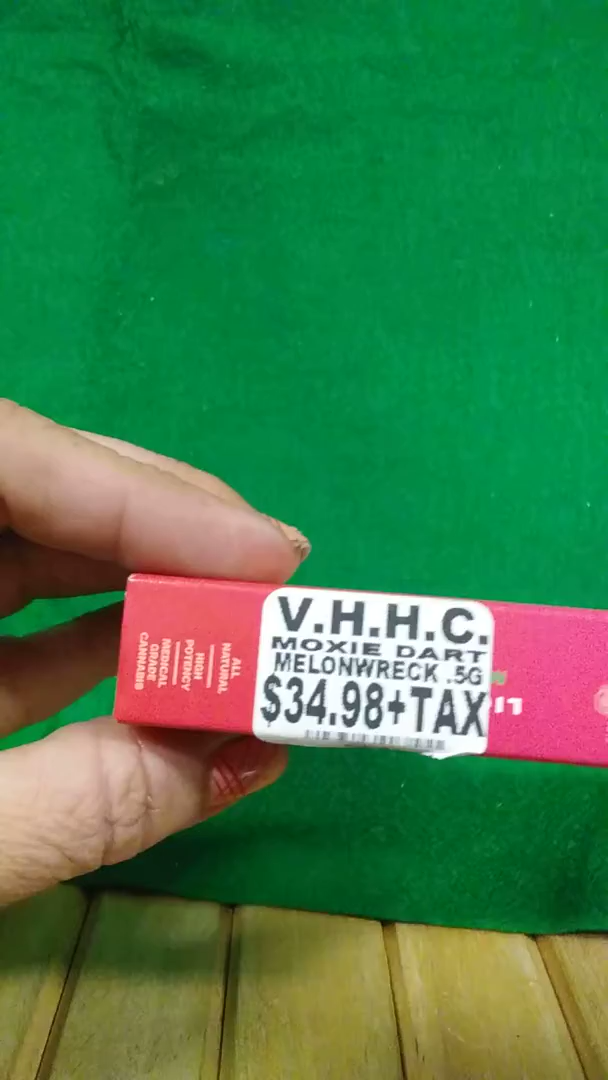 V.H.H.C.
MOXIE DART
MELONWRECK .5G
$34.98+TAX
ALL
NATURAL
HIGH
POTENCY
MEDICAL
GRADE
CANNABIS